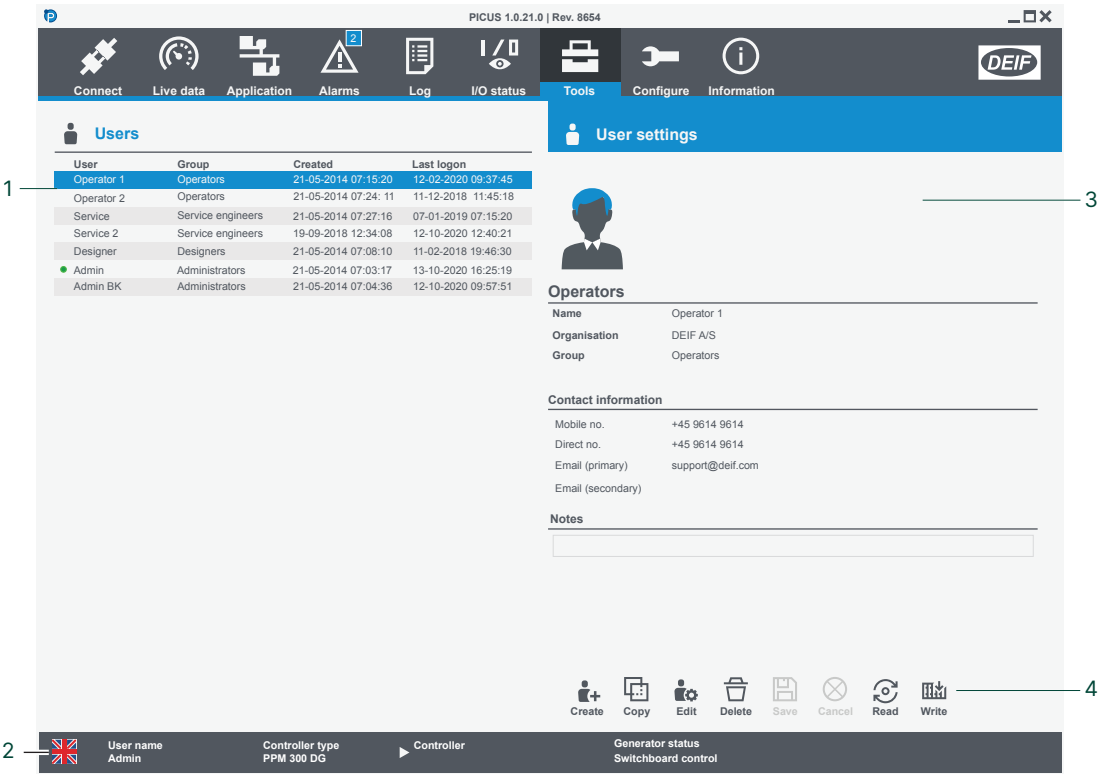 PICUS 1.0.21.0 | Rev. 8654
2
I / 0
i
DEIF
Connect Live data Application Alarms Log I/O status Tools Configure Information
Users
User Group Created Last logon
1
Operator 1 Operators 21-05-2014 07:15:20 12-02-2020 09:37:45
Operator 2 Operators 21-05-2014 07:24: 11 11-12-2018 11:45:18
Service Service engineers 21-05-2014 07:27:16 07-01-2019 07:15:20
Service 2 Service engineers 19-09-2018 12:34:08 12-10-2020 12:40:21
Designer Designers 21-05-2014 07:08:10 11-02-2018 19:46:30
Admin Administrators 21-05-2014 07:03:17 13-10-2020 16:25:19
Admin BK Administrators 21-05-2014 07:04:36 12-10-2020 09:57:51
User settings
3
Operators
Name Operator 1
Organisation DEIF A/S
Group Operators
Contact information
Mobile no. +45 9614 9614
Direct no. +45 9614 9614
Email (primary) support@deif.com
Email (secondary)
Notes
Create Copy Edit Delete Save Cancel Read Write
4
2
User name Controller type Controller Generator status
Admin PPM 300 DG Switchboard control